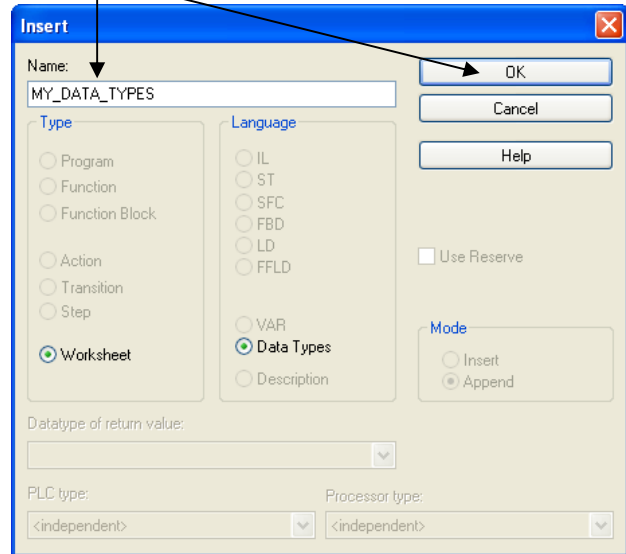 Insert
Name:
MY_DATA_TYPES
OK
Cancel
Help
Type
Program
Function
Function Block
Action
Transition
Step
Worksheet
Language
IL
ST
SFC
FBD
LD
FFLD
VAR
Data Types
Description
Use Reserve
Mode
Insert
Append
Datatype of return value:
PLC type:
<independent>
Processor type:
<independent>